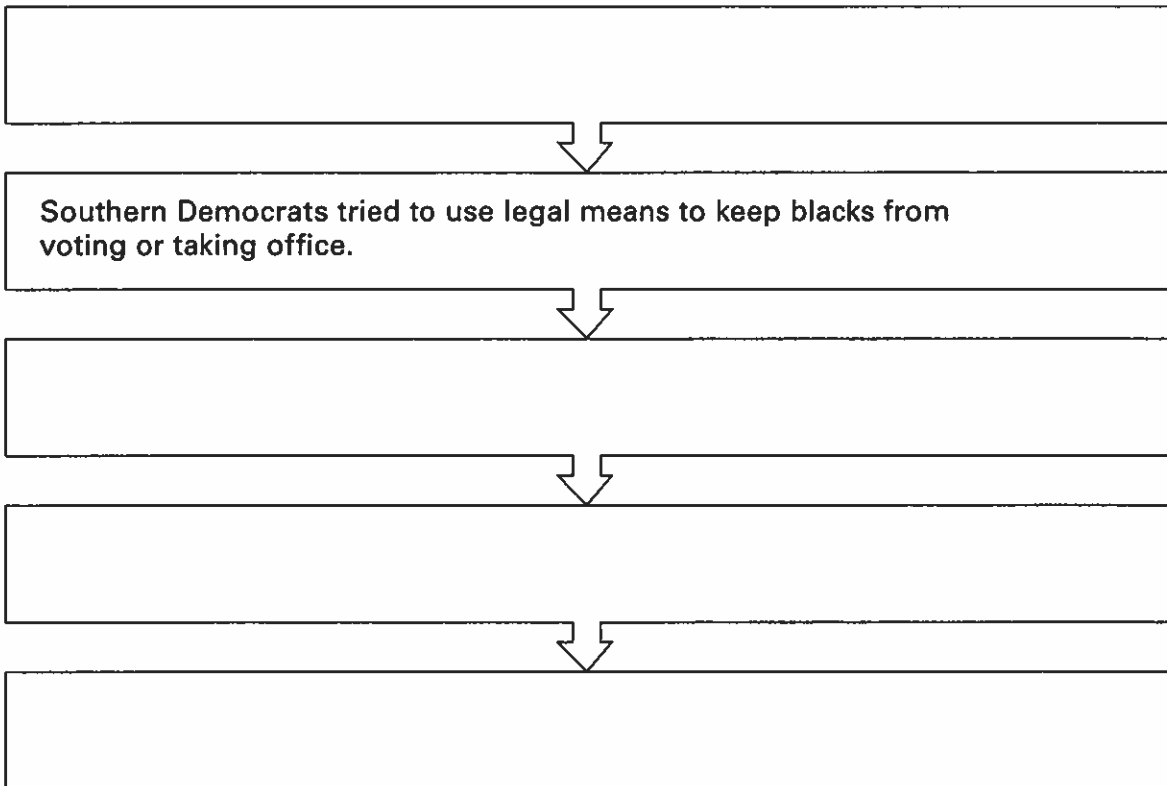 Southern Democrats tried to use legal means to keep blacks from
voting or taking office.